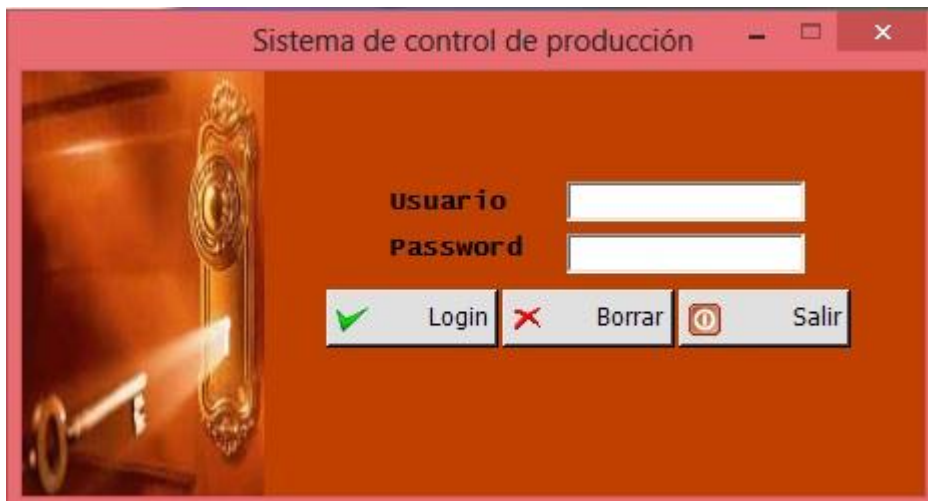 Sistema de control de producción
Usuario
Password
Login Borrar Salir